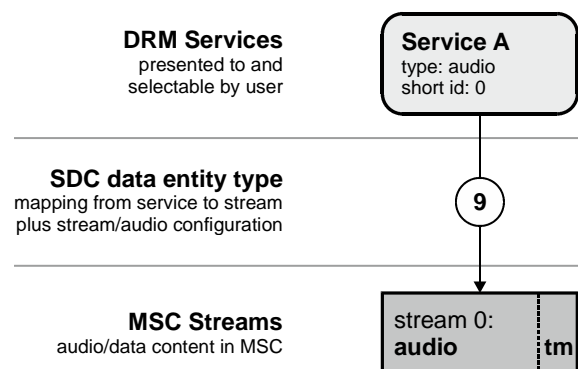 DRM Services
presented to and
selectable by user
Service A
type: audio
short id: 0
SDC data entity type
mapping from service to stream
plus stream/audio configuration
9
MSC Streams
audio/data content in MSC
stream 0:
audio
tm